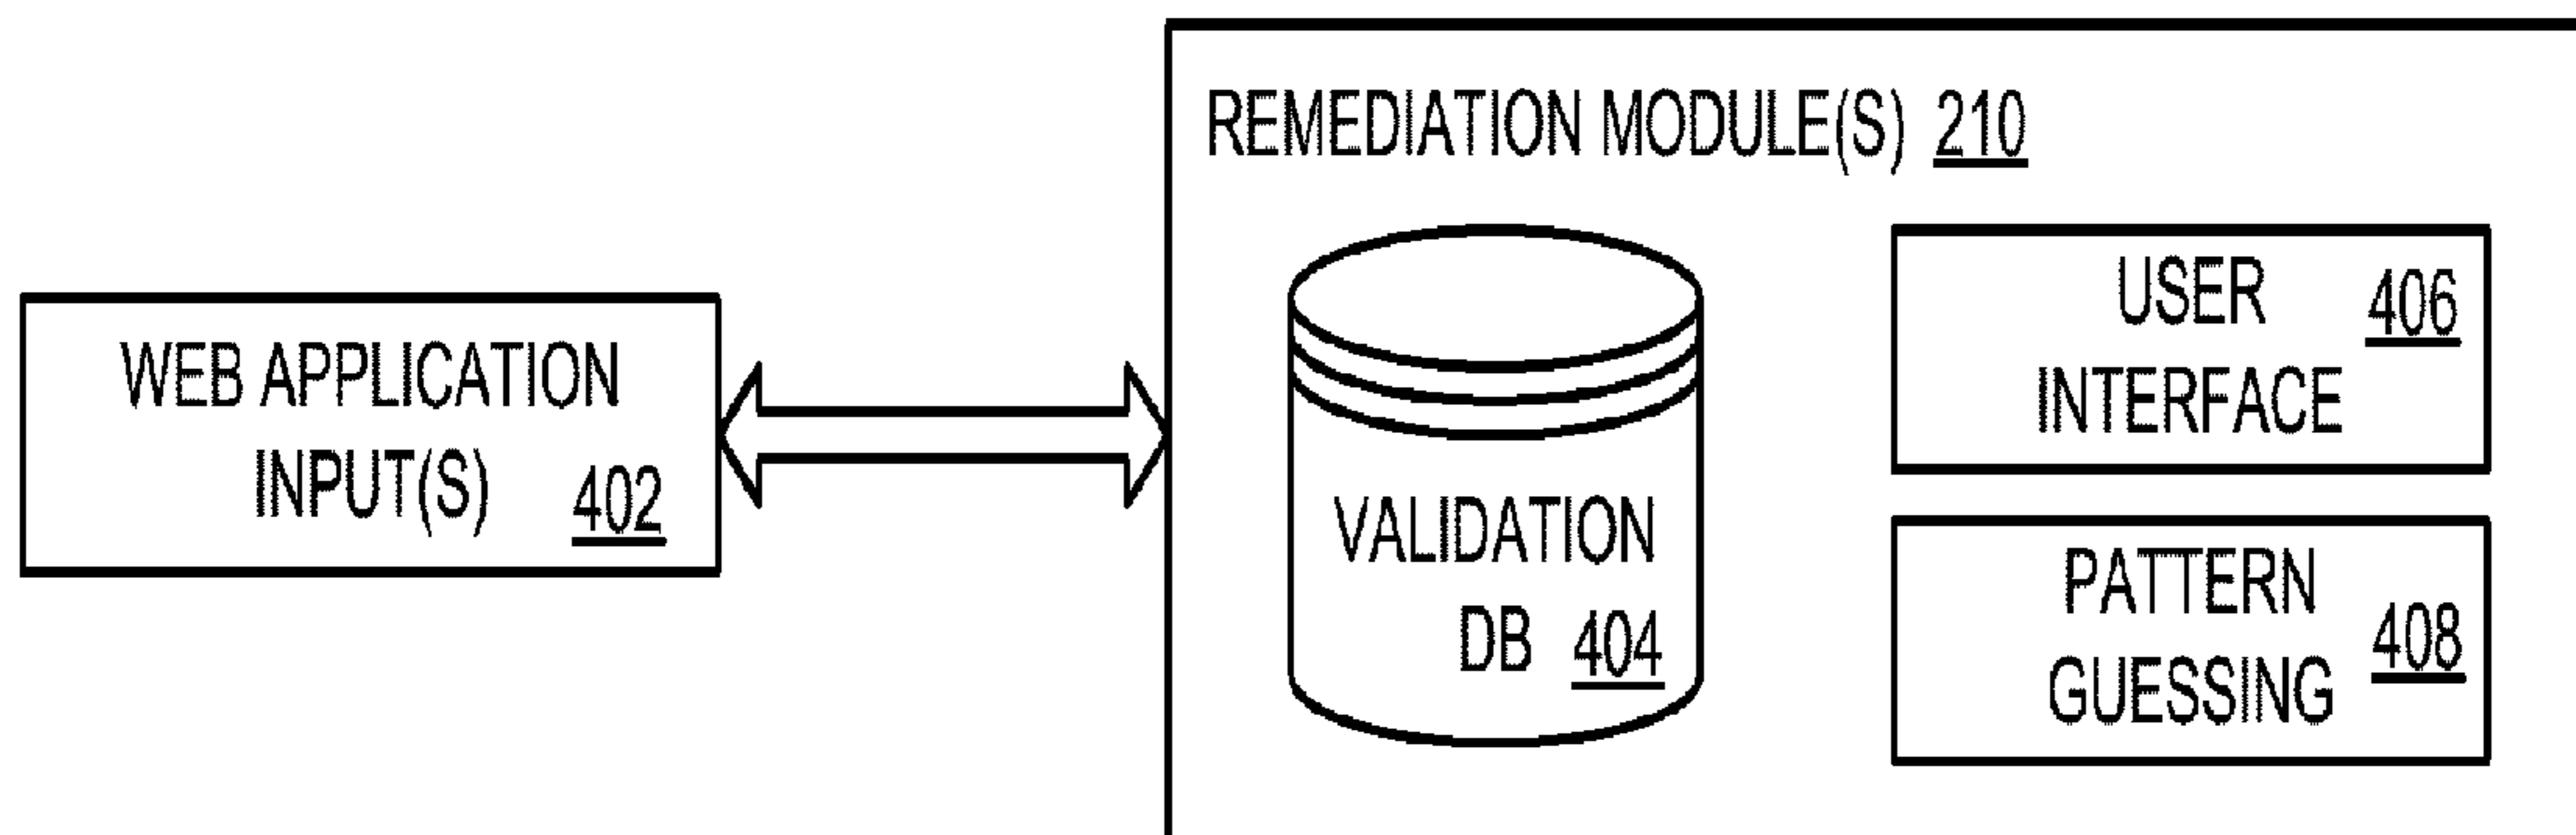 REMEDIATION MODULE(S) 210
WEB APPLICATION
INPUT(S) 402
VALIDATION
DB 404
USER 406
INTERFACE
PATTERN
GUESSING 408